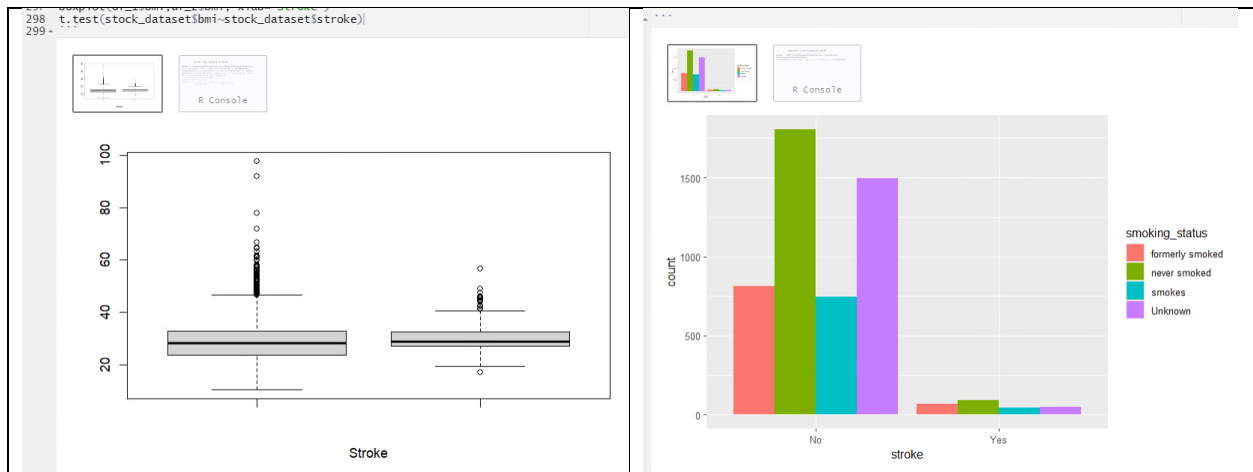 298 t.test(stock_dataset$bmi~stock_dataset$stroke)
299
```
R Console
100
80
60
40
20
Stroke
```
R Console
1500
1000
500
0
count
No
Yes
stroke
smoking_status
formerly smoked
never smoked
smokes
Unknown